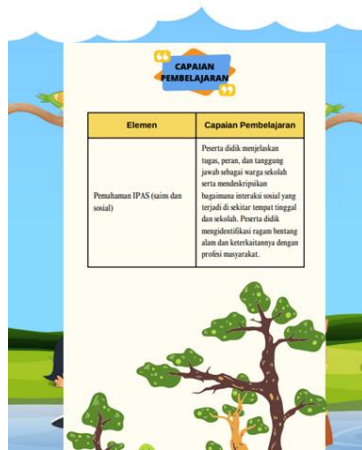 CAPAIAN
PEMBELAJARAN
Elemen
Capaian Pembelajaran
Pemahaman IPAS (sains dan
sosial)
Peserta didik menjelaskan
tugas, peran, dan tanggung
jawab sebagai warga sekolah
serta mendeskripsikan
bagaimana interaksi sosial yang
terjadi di sekitar tempat tinggal
dan sekolah. Peserta didik
mengidentifikasi ragam bentang
alam dan keterkaitannya dengan
profesi masyarakat.